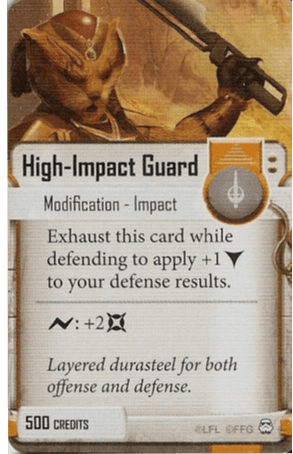 High-Impact Guard
Modification - Impact
Exhaust this card while
defending to apply +1
to your defense results.
: +2
Layered durasteel for both
offense and defense.
500 CREDITS
©LFL ©FFG